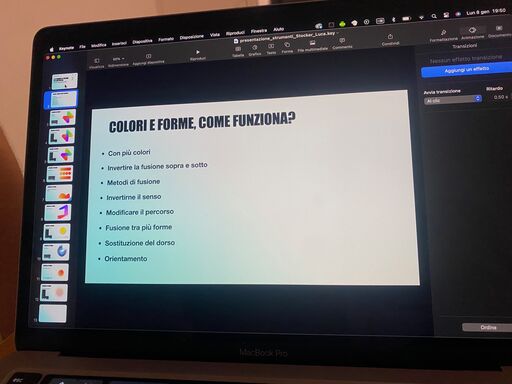 Keynote File Modifica Inserisci Diapositiva Formato Disposizione Vista Riproduci Finestra Aiuto
Lun 8 gen 19:50
presentazione_strumenti_Stocker_Luca.key
Visualizza Ingrandimento Aggiungi diapositiva
Riproduci
Tabella Grafico Testo Forma File multimediali Commento
Condividi
Formattazione Animazione Documento
Transizioni
Nessun effetto transizione
Aggiungi un effetto
Avvia transizione Ritardo
Al clic 0,50 s
COLORI E FORME, COME FUNZIONA?
• Con più colori
• Invertire la fusione sopra e sotto
• Metodi di fusione
• Invertirne il senso
• Modificare il percorso
• Fusione tra più forme
• Sostituzione del dorso
• Orientamento
Ordine
MacBook Pro